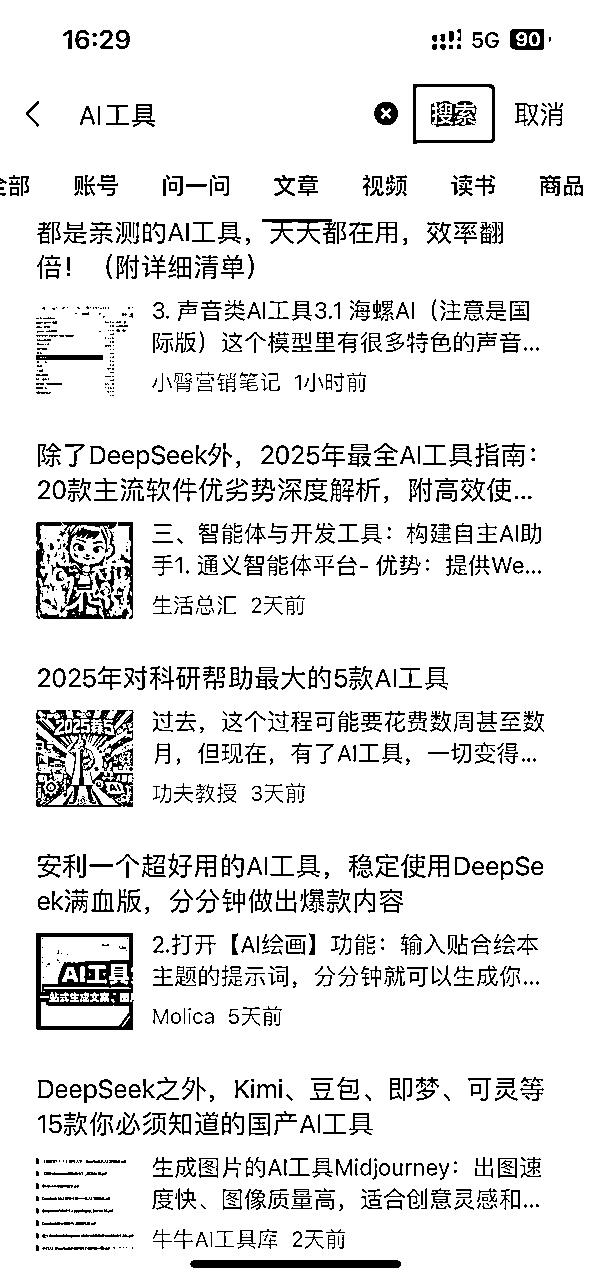 16:29
5G 90
AI工具
搜索 取消
全部 账号 问一问 文章 视频 读书 商品
都是亲测的AI工具，天天都在用，效率翻
倍！（附详细清单）
3. 声音类AI工具3.1 海螺AI（注意是国
际版）这个模型里有很多特色的声音...
小臀营销笔记 1小时前
除了DeepSeek外，2025年最全AI工具指南：
20款主流软件优劣势深度解析，附高效使...
三、智能体与开发工具：构建自主AI助
手1. 通义智能体平台- 优势：提供We...
生活总汇 2天前
2025年对科研帮助最大的5款AI工具
过去，这个过程可能要花费数周甚至数
月，但现在，有了AI工具，一切变得...
功夫教授 3天前
安利一个超好用的AI工具，稳定使用DeepSe
ek满血版，分分钟做出爆款内容
AI工具
一站式生成文案、图片
2.打开【AI绘画】功能：输入贴合绘本
主题的提示词，分分钟就可以生成你...
Molica 5天前
DeepSeek之外，Kimi、豆包、即梦、可灵等
15款你必须知道的国产AI工具
生成图片的AI工具Midjourney：出图速
度快、图像质量高，适合创意灵感和...
牛牛AI工具库 2天前